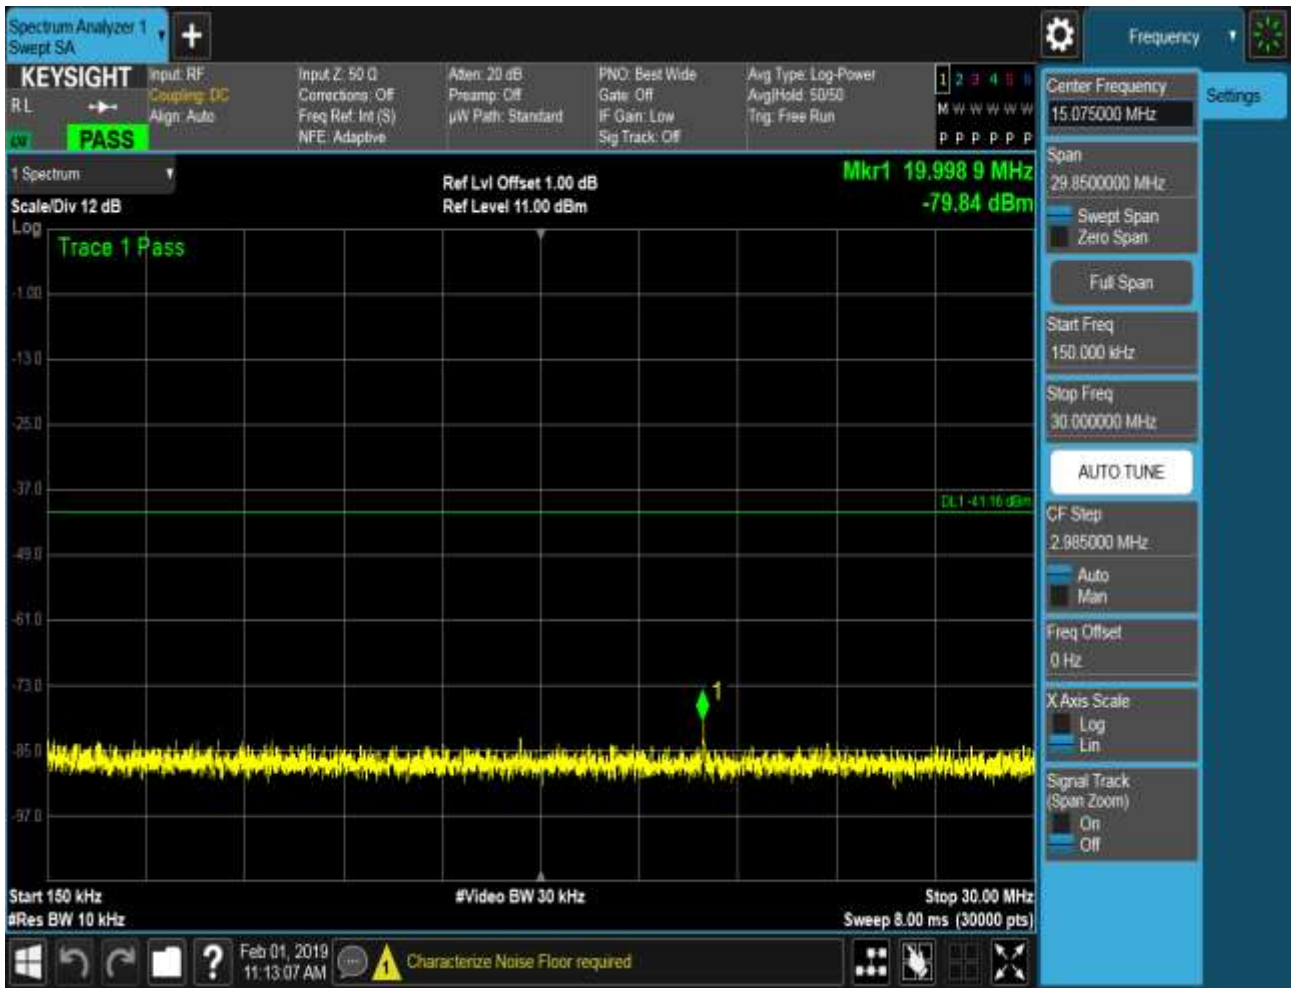 Spectrum Analyzer 1
Swept SA
Frequency
KEYSIGHT
R L
PASS
Input: RF
Coupling: DC
Align: Auto
Input Z: 50 Ω
Corrections: Off
Freq Ref: Int (S)
NFE: Adaptive
Atten: 20 dB
Preamp: Off
µW Path: Standard
PNO: Best Wide
Gate: Off
IF Gain: Low
Sig Track: Off
Avg Type: Log-Power
Avg|Hold: 50/50
Trig: Free Run
1 2 3 4 5 6
M W W W W W
P P P P P P
1 Spectrum
Scale/Div 12 dB
Log
Ref Lvl Offset 1.00 dB
Ref Level 11.00 dBm
Mkr1 19.998 9 MHz
-79.84 dBm
Trace 1 Pass
-1.00
-13.0
-25.0
-37.0
DL1 -41.16 dBm
-49.0
-61.0
-73.0
1
-85.0
-97.0
Start 150 kHz
#Res BW 10 kHz
#Video BW 30 kHz
Stop 30.00 MHz
Sweep 8.00 ms (30000 pts)
Feb 01, 2019
11:13:07 AM
Characterize Noise Floor required
Center Frequency
15.075000 MHz
Settings
Span
29.8500000 MHz
Swept Span
Zero Span
Full Span
Start Freq
150.000 kHz
Stop Freq
30.000000 MHz
AUTO TUNE
CF Step
2.985000 MHz
Auto
Man
Freq Offset
0 Hz
X Axis Scale
Log
Lin
Signal Track
(Span Zoom)
On
Off